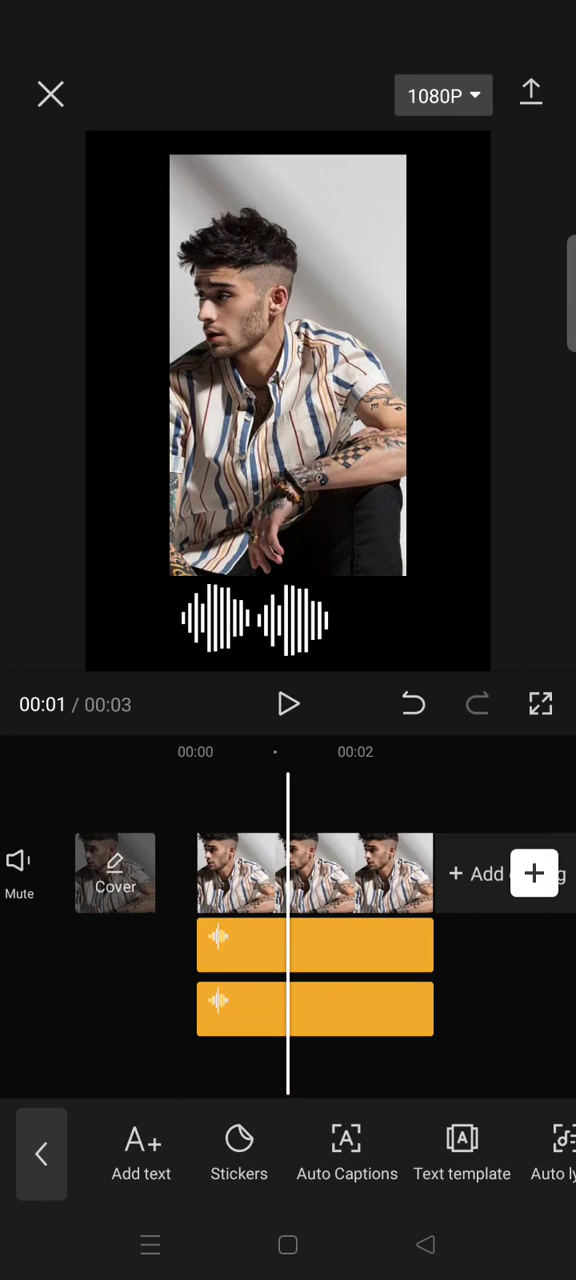 1080P
00:01 / 00:03
00:00
00:02
Mute
Cover
+ Add
g
Add text
Stickers
Auto Captions
Text template
Auto ly